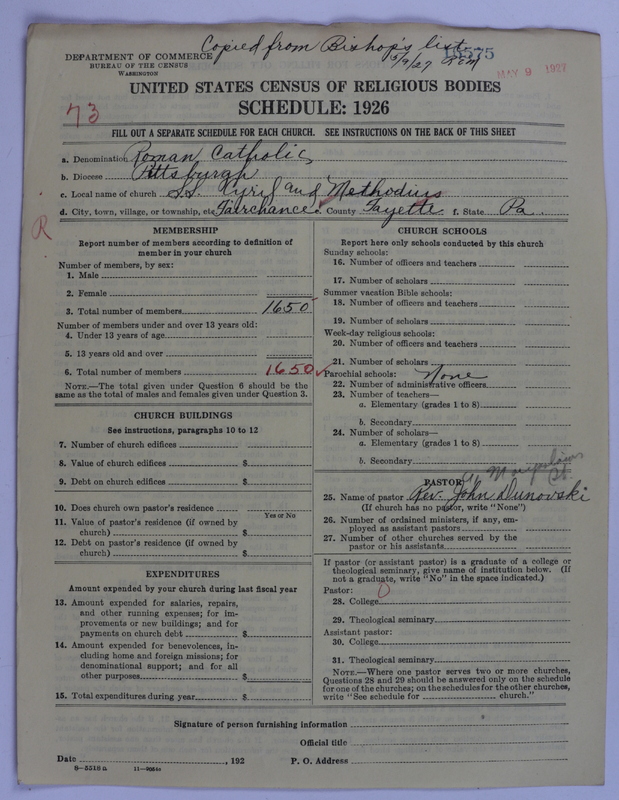 Copied from Bishop's list
5/9/27
DEPARTMENT OF COMMERCE
BUREAU OF THE CENSUS
WASHINGTON
MAY 9 1927
UNITED STATES CENSUS OF RELIGIOUS BODIES
SCHEDULE: 1926
73
FILL OUT A SEPARATE SCHEDULE FOR EACH CHURCH. SEE INSTRUCTIONS ON THE BACK OF THIS SHEET
a. Denomination Roman Catholic
b. Diocese Pittsburgh
c. Local name of church S.S. Cyril and Methodius
d. City, town, village, or township, etc. Fairchance e. County Fayette f. State Pa.
R
MEMBERSHIP
Report number of members according to definition of
member in your church
Number of members, by sex:
1. Male
2. Female
3. Total number of members 1650
Number of members under and over 13 years old:
4. Under 13 years of age
5. 13 years old and over
6. Total number of members 1650
NOTE.—The total given under Question 6 should be the
same as the total of males and females given under Question 3.
CHURCH BUILDINGS
See instructions, paragraphs 10 to 12
7. Number of church edifices
8. Value of church edifices $
9. Debt on church edifices $
10. Does church own pastor's residence
Yes or No
11. Value of pastor's residence (if owned by
church) $
12. Debt on pastor's residence (if owned by
church) $
EXPENDITURES
Amount expended by your church during last fiscal year
13. Amount expended for salaries, repairs,
and other running expenses; for im-
provements or new buildings; and for
payments on church debt $
14. Amount expended for benevolences, in-
cluding home and foreign missions; for
denominational support; and for all
other purposes $
15. Total expenditures during year $
CHURCH SCHOOLS
Report here only schools conducted by this church
Sunday schools:
16. Number of officers and teachers
17. Number of scholars
Summer vacation Bible schools:
18. Number of officers and teachers
19. Number of scholars
Week-day religious schools:
20. Number of officers and teachers
21. Number of scholars
Parochial schools: None
22. Number of administrative officers
23. Number of teachers—
a. Elementary (grades 1 to 8)
b. Secondary
24. Number of scholars—
a. Elementary (grades 1 to 8)
b. Secondary
PASTOR
25. Name of pastor Rev. John Dunovski
(If church has no pastor, write "None")
26. Number of ordained ministers, if any, em-
ployed as assistant pastors
27. Number of other churches served by the
pastor or his assistants
If pastor (or assistant pastor) is a graduate of a college or
theological seminary, give name of institution below. (If
not a graduate, write "No" in the space indicated.)
Pastor:
28. College
29. Theological seminary
Assistant pastor:
30. College
31. Theological seminary
NOTE.—Where one pastor serves two or more churches,
Questions 28 and 29 should be answered only on the schedule
for one of the churches; on the schedules for the other churches,
write "See schedule for church."
Signature of person furnishing information
Official title
Date , 192 P. O. Address